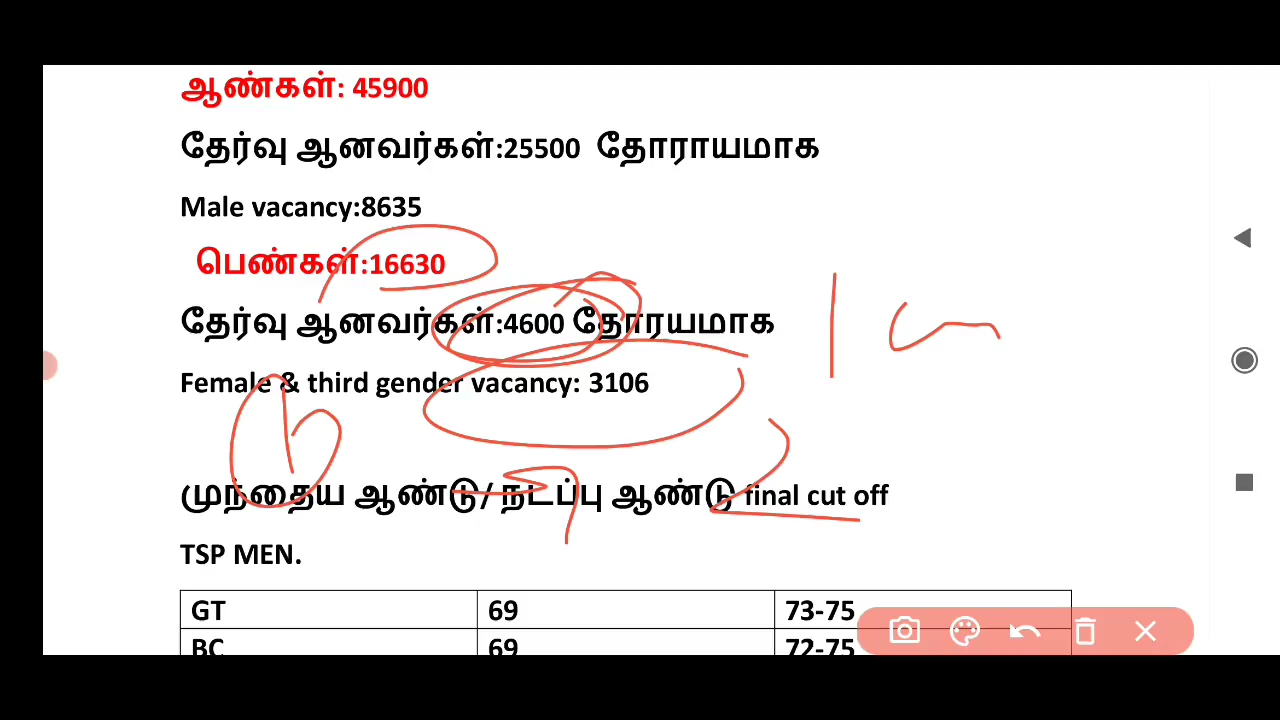 ஆண்கள்: 45900
தேர்வு ஆனவர்கள்:25500 தோராயமாக
Male vacancy:8635
பெண்கள்:16630
தேர்வு ஆனவர்கள்:4600 தோரயமாக
Female & third gender vacancy: 3106
முந்தைய ஆண்டு/ நடப்பு ஆண்டு final cut off
TSP MEN.
GT 69 73-75
BC 69 72-75